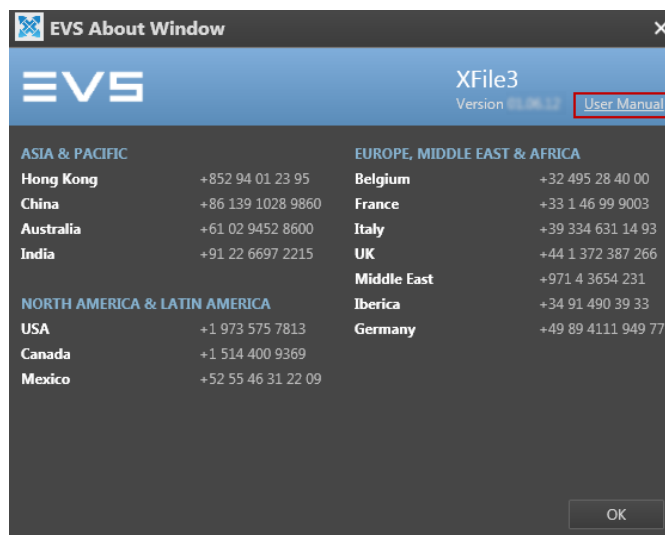 EVS About Window
EVS
XFile3
Version
User Manual
ASIA & PACIFIC
Hong Kong +852 94 01 23 95
China +86 139 1028 9860
Australia +61 02 9452 8600
India +91 22 6697 2215
NORTH AMERICA & LATIN AMERICA
USA +1 973 575 7813
Canada +1 514 400 9369
Mexico +52 55 46 31 22 09
EUROPE, MIDDLE EAST & AFRICA
Belgium +32 495 28 40 00
France +33 1 46 99 9003
Italy +39 334 631 14 93
UK +44 1 372 387 266
Middle East +971 4 3654 231
Iberica +34 91 490 39 33
Germany +49 89 4111 949 77
OK